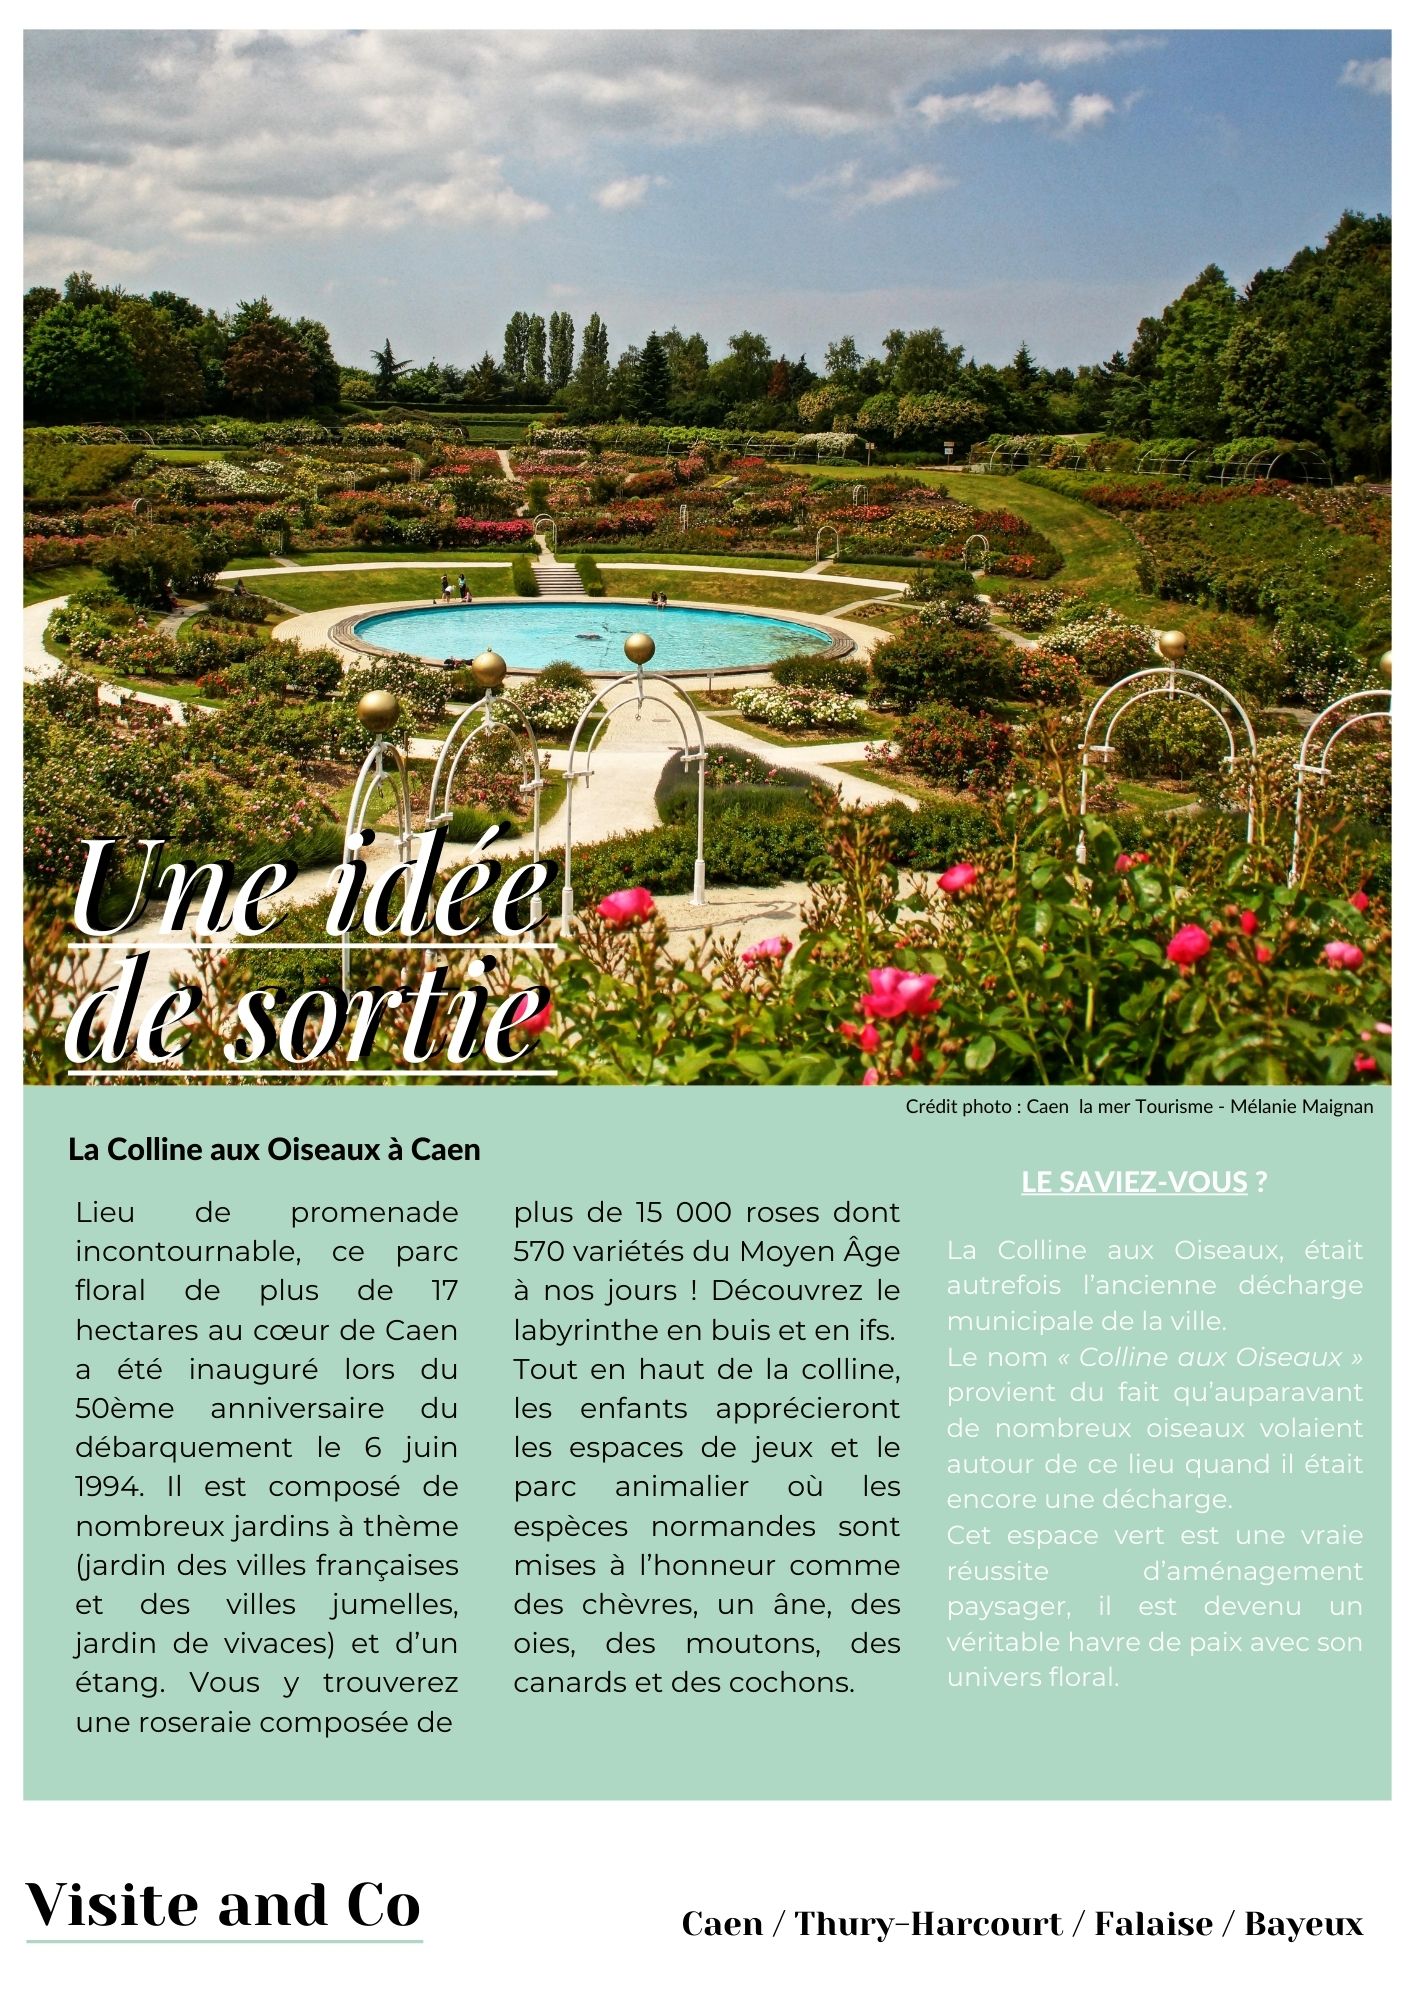 Une idée
de sortie
Crédit photo : Caen la mer Tourisme - Mélanie Maignan
La Colline aux Oiseaux à Caen
Lieu de promenade
incontournable, ce parc
floral de plus de 17
hectares au cœur de Caen
a été inauguré lors du
50ème anniversaire du
débarquement le 6 juin
1994. Il est composé de
nombreux jardins à thème
(jardin des villes françaises
et des villes jumelles,
jardin de vivaces) et d’un
étang. Vous y trouverez
une roseraie composée de
plus de 15 000 roses dont
570 variétés du Moyen Âge
à nos jours ! Découvrez le
labyrinthe en buis et en ifs.
Tout en haut de la colline,
les enfants apprécieront
les espaces de jeux et le
parc animalier où les
espèces normandes sont
mises à l’honneur comme
des chèvres, un âne, des
oies, des moutons, des
canards et des cochons.
LE SAVIEZ-VOUS ?
La Colline aux Oiseaux, était
autrefois l’ancienne décharge
municipale de la ville.
Le nom « Colline aux Oiseaux »
provient du fait qu’auparavant
de nombreux oiseaux volaient
autour de ce lieu quand il était
encore une décharge.
Cet espace vert est une vraie
réussite d’aménagement
paysager, il est devenu un
véritable havre de paix avec son
univers floral.
Visite and Co
Caen / Thury-Harcourt / Falaise / Bayeux